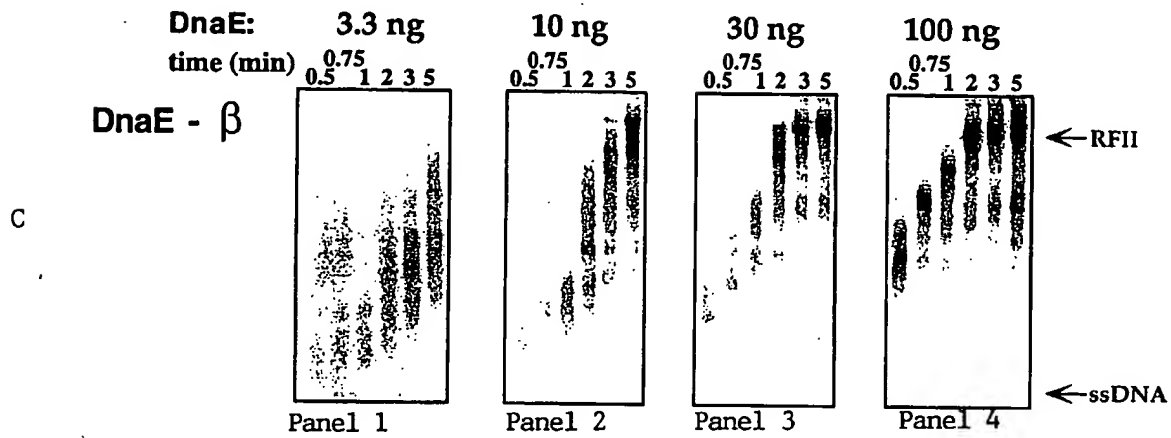 DnaE: 3.3 ng 10 ng 30 ng 100 ng
time (min) 0.5 0.75 1 2 3 5 0.5 0.75 1 2 3 5 0.5 0.75 1 2 3 5 0.5 0.75 1 2 3 5
DnaE - β
←RFII
C
←ssDNA
Panel 1 Panel 2 Panel 3 Panel 4